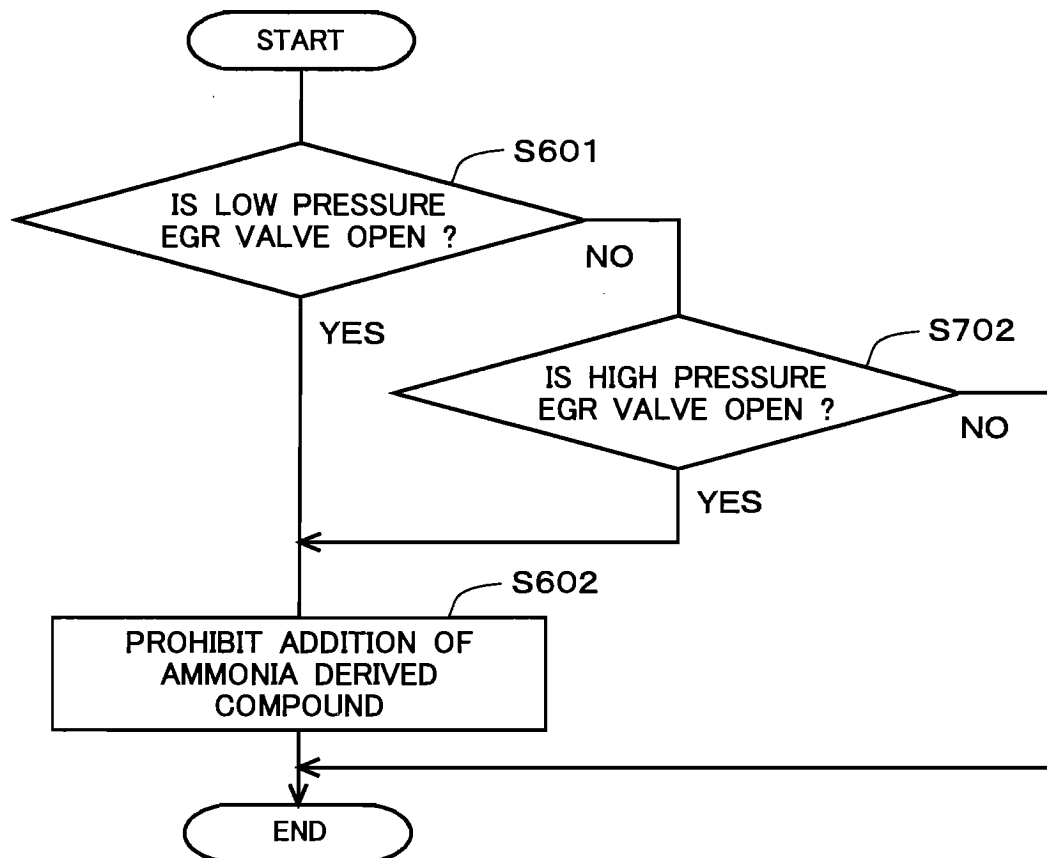 START
S601
IS LOW PRESSURE
EGR VALVE OPEN ?
NO
YES
S702
IS HIGH PRESSURE
EGR VALVE OPEN ?
NO
YES
S602
PROHIBIT ADDITION OF
AMMONIA DERIVED
COMPOUND
END